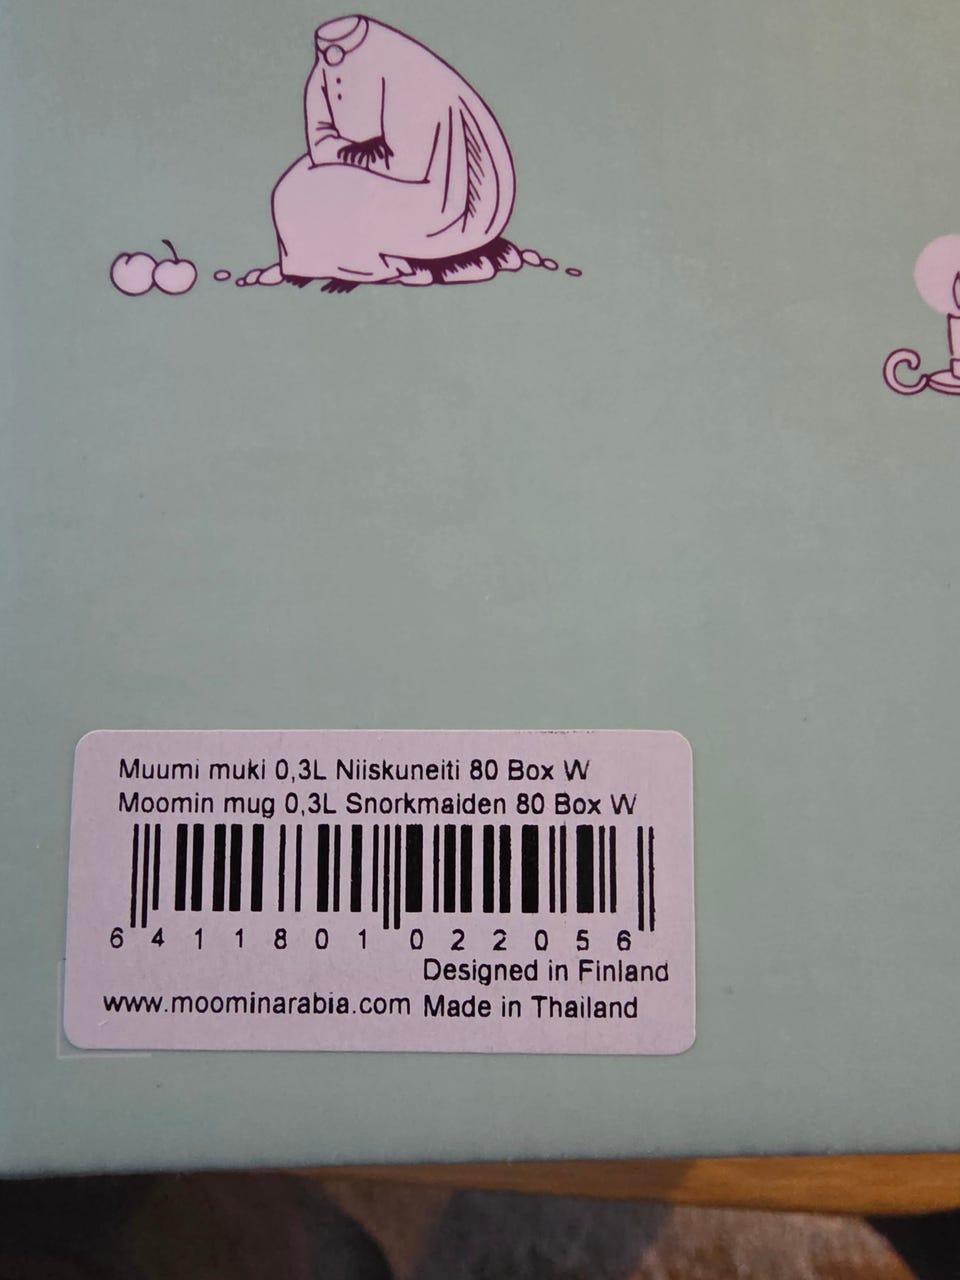 Muumi muki 0,3L Niiskuneiti 80 Box W
Moomin mug 0,3L Snorkmaiden 80 Box W
6 411801 022056
Designed in Finland
www.moominarabia.com Made in Thailand